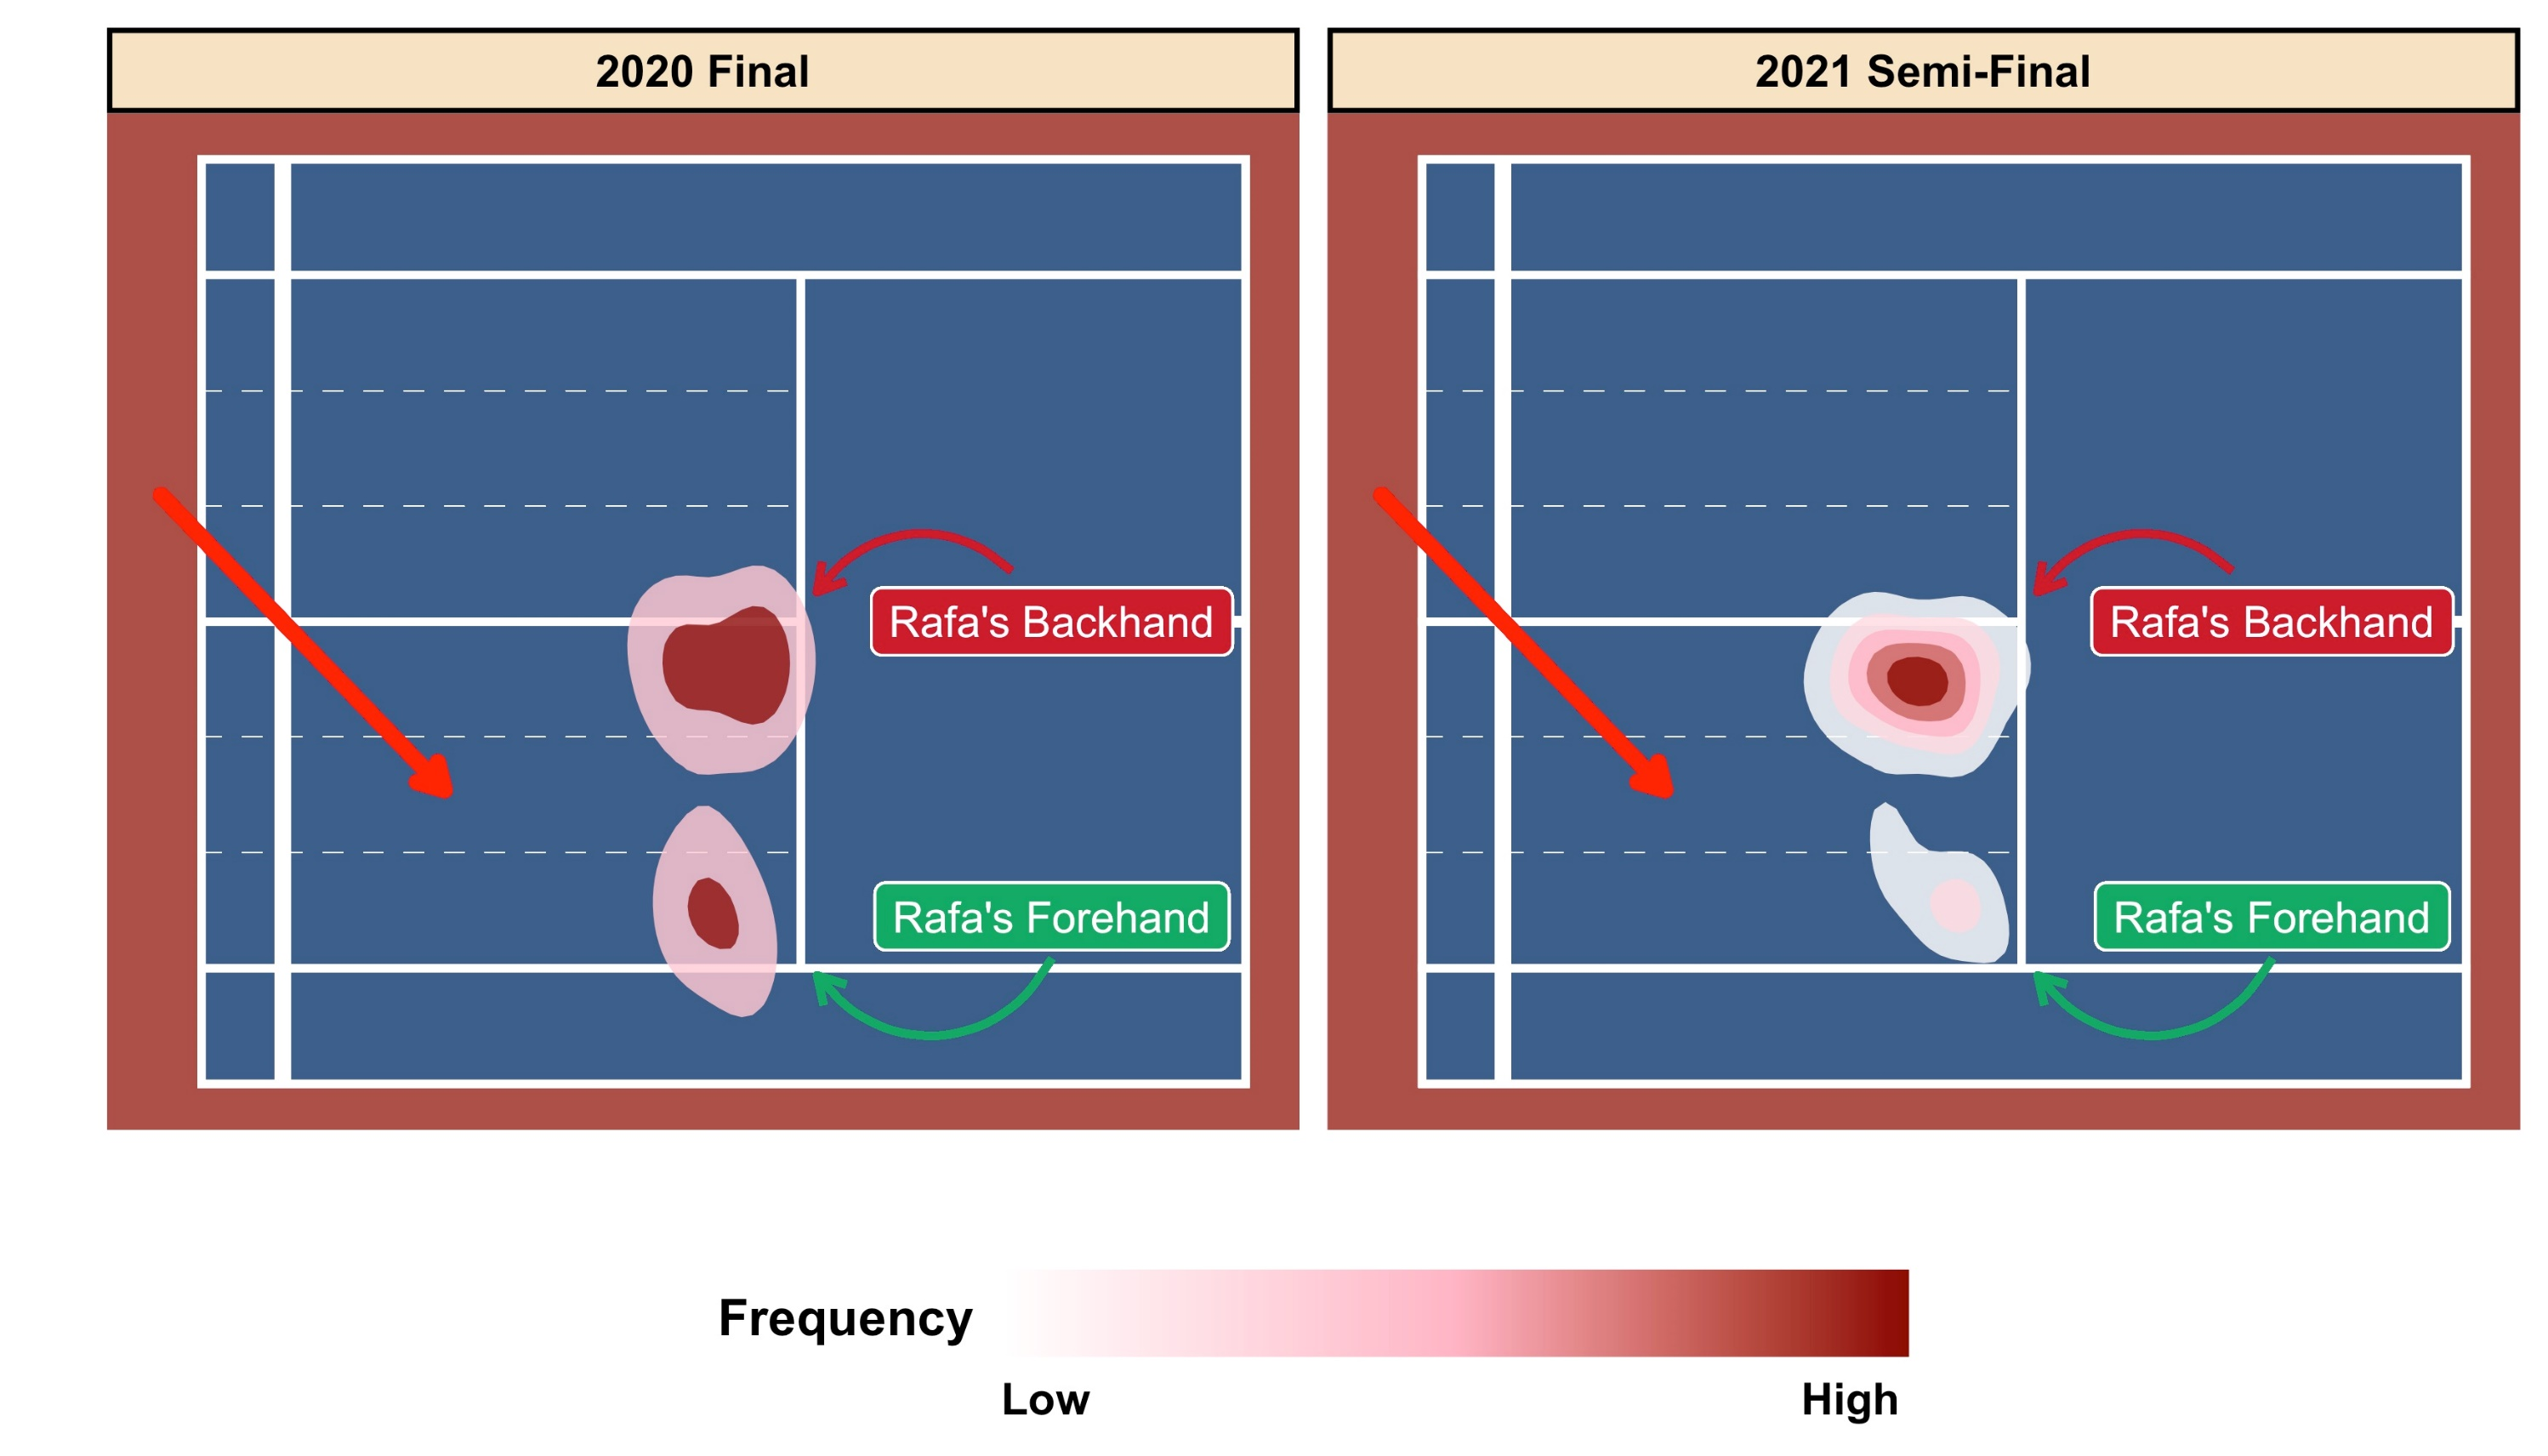 2020 Final
2021 Semi-Final
Rafa's Backhand
Rafa's Backhand
Rafa's Forehand
Rafa's Forehand
Frequency
Low
High